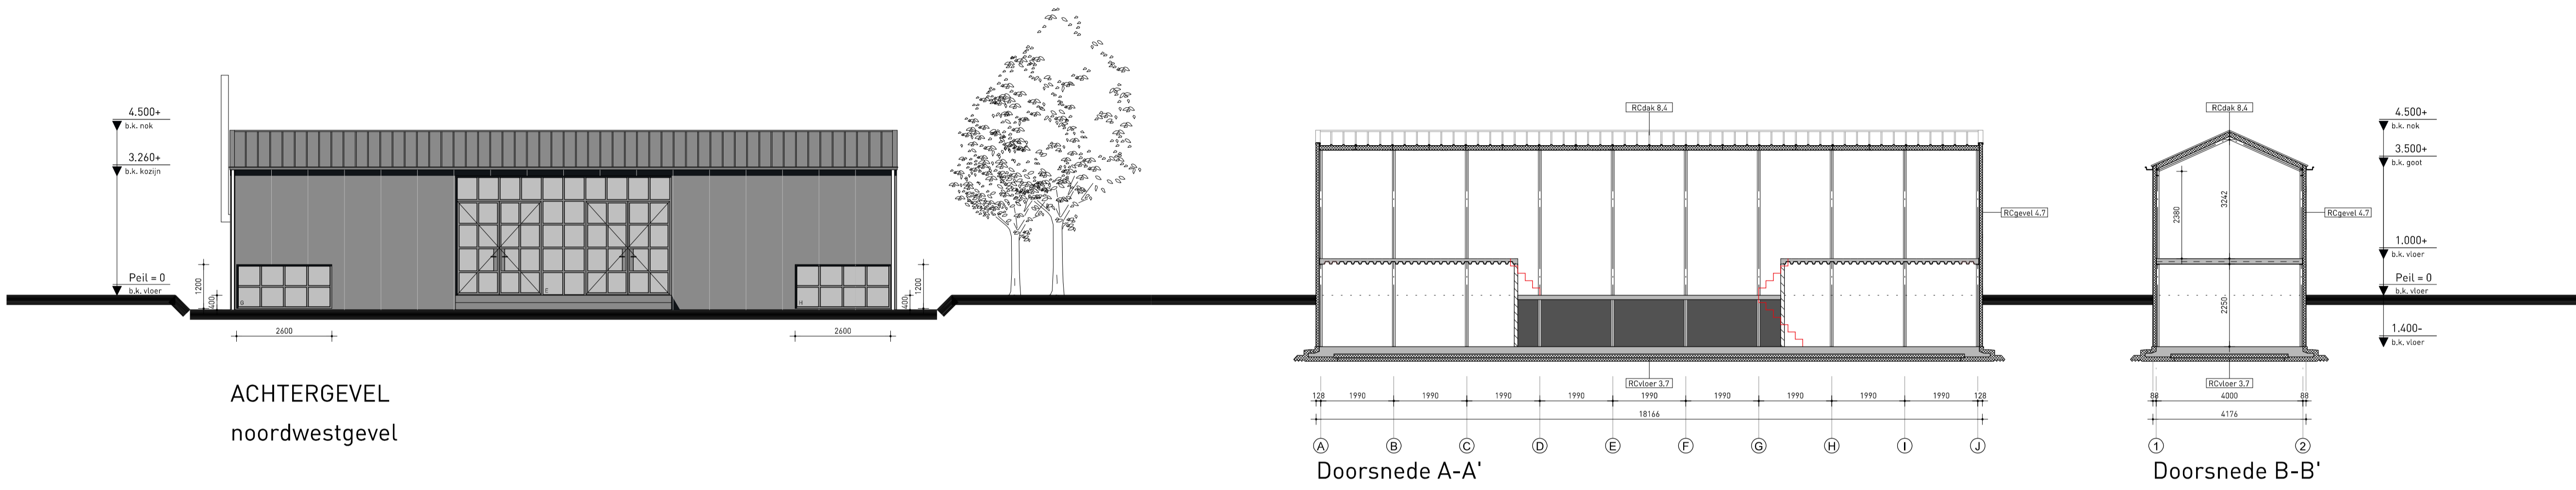 4.500+
b.k. nok
3.260+
b.k. kozijn
Peil = 0
b.k. vloer
1200
400
G
E
H
400
1200
2600
2600
ACHTERGEVEL
noordwestgevel
RCdak 8,4
RCgevel 4,7
RCvloer 3,7
128 1990 1990 1990 1990 1990 1990 1990 1990 1990 128
18166
A B C D E F G H I J
Doorsnede A-A'
RCdak 8,4
2380
3242
2250
RCgevel 4,7
RCvloer 3,7
88 4000 88
4176
1 2
Doorsnede B-B'
4.500+
b.k. nok
3.500+
b.k. goot
1.000+
b.k. vloer
Peil = 0
b.k. vloer
1.400-
b.k. vloer